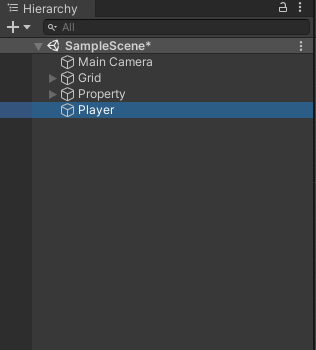 Hierarchy
All
SampleScene*
Main Camera
Grid
Property
Player